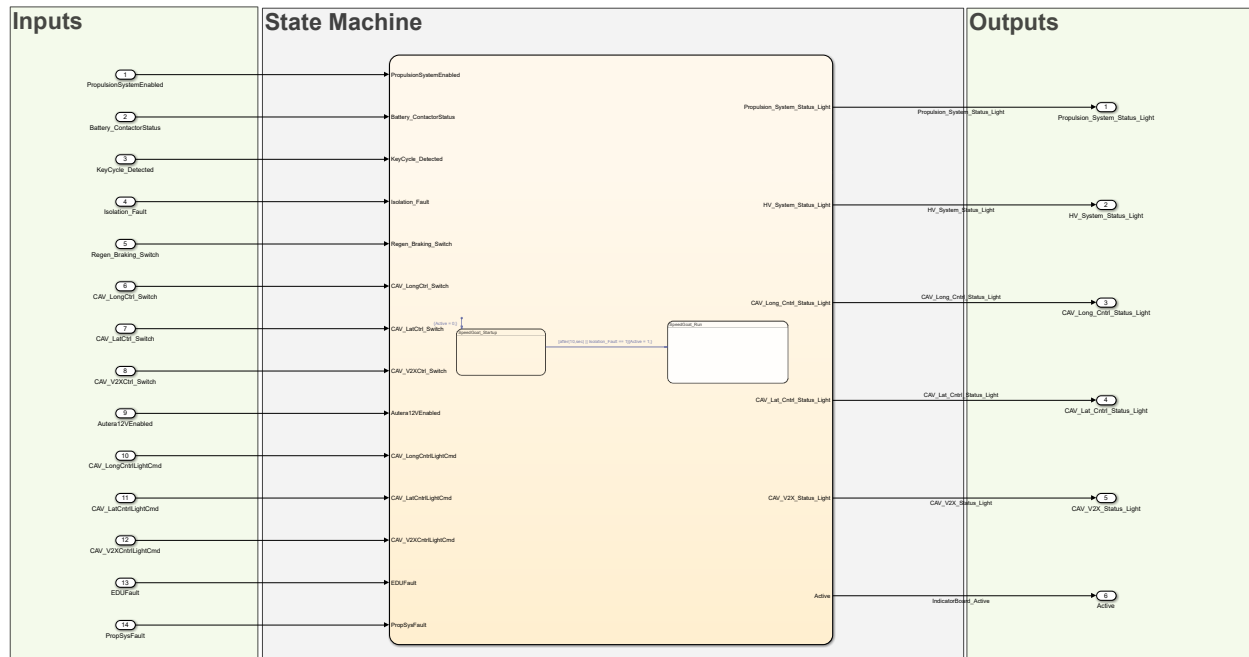 Inputs
State Machine
Outputs
1
PropulsionSystemEnabled
2
Battery_ContactorStatus
3
KeyCycle_Detected
4
Isolation_Fault
5
Regen_Braking_Switch
6
CAV_LongCtrl_Switch
7
CAV_LatCtrl_Switch
8
CAV_V2XCtrl_Switch
9
Autera12VEnabled
10
CAV_LongCntrlLightCmd
11
CAV_LatCntrlLightCmd
12
CAV_V2XCntrlLightCmd
13
EDUFault
14
PropSysFault
PropulsionSystemEnabled
Battery_ContactorStatus
KeyCycle_Detected
Isolation_Fault
Regen_Braking_Switch
CAV_LongCtrl_Switch
CAV_LatCtrl_Switch
CAV_V2XCtrl_Switch
Autera12VEnabled
CAV_LongCntrlLightCmd
CAV_LatCntrlLightCmd
CAV_V2XCntrlLightCmd
EDUFault
PropSysFault
SpeedGoal_Startup
SpeedGoal_Run
Propulsion_System_Status_Light
HV_System_Status_Light
CAV_Long_Cntrl_Status_Light
CAV_Lat_Cntrl_Status_Light
CAV_V2X_Status_Light
Active
Propulsion_System_Status_Light
HV_System_Status_Light
CAV_Long_Cntrl_Status_Light
CAV_Lat_Cntrl_Status_Light
CAV_V2X_Status_Light
IndicatorBoard_Active
1
Propulsion_System_Status_Light
2
HV_System_Status_Light
3
CAV_Long_Cntrl_Status_Light
4
CAV_Lat_Cntrl_Status_Light
5
CAV_V2X_Status_Light
6
Active